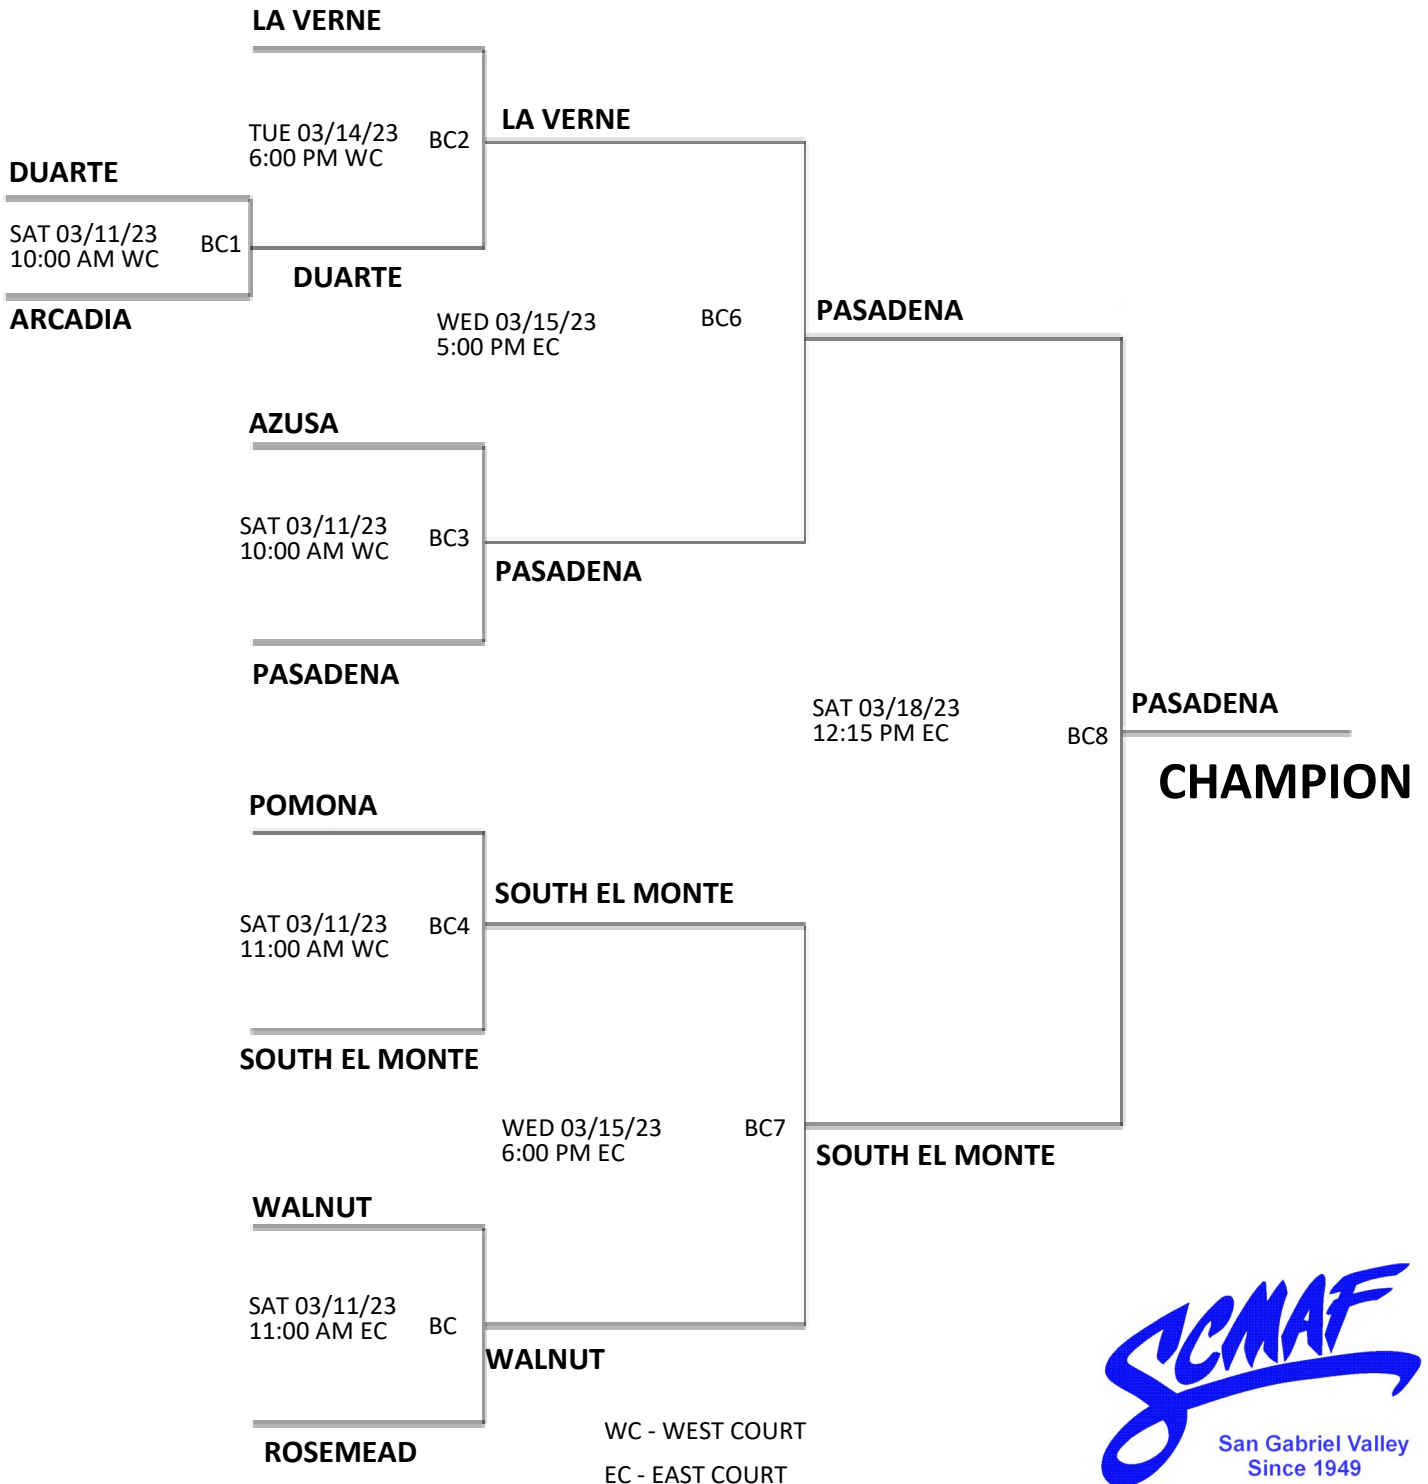 LA VERNE
TUE 03/14/23
6:00 PM WC
BC2
LA VERNE
DUARTE
SAT 03/11/23
10:00 AM WC
BC1
DUARTE
ARCADIA
WED 03/15/23
5:00 PM EC
BC6
PASADENA
AZUSA
SAT 03/11/23
10:00 AM WC
BC3
PASADENA
PASADENA
SAT 03/18/23
12:15 PM EC
BC8
PASADENA
CHAMPION
POMONA
SOUTH EL MONTE
SAT 03/11/23
11:00 AM WC
BC4
SOUTH EL MONTE
WED 03/15/23
6:00 PM EC
BC7
SOUTH EL MONTE
WALNUT
SAT 03/11/23
11:00 AM EC
BC
WALNUT
ROSEMEAD
WC - WEST COURT
EC - EAST COURT
SCMAF
San Gabriel Valley
Since 1949